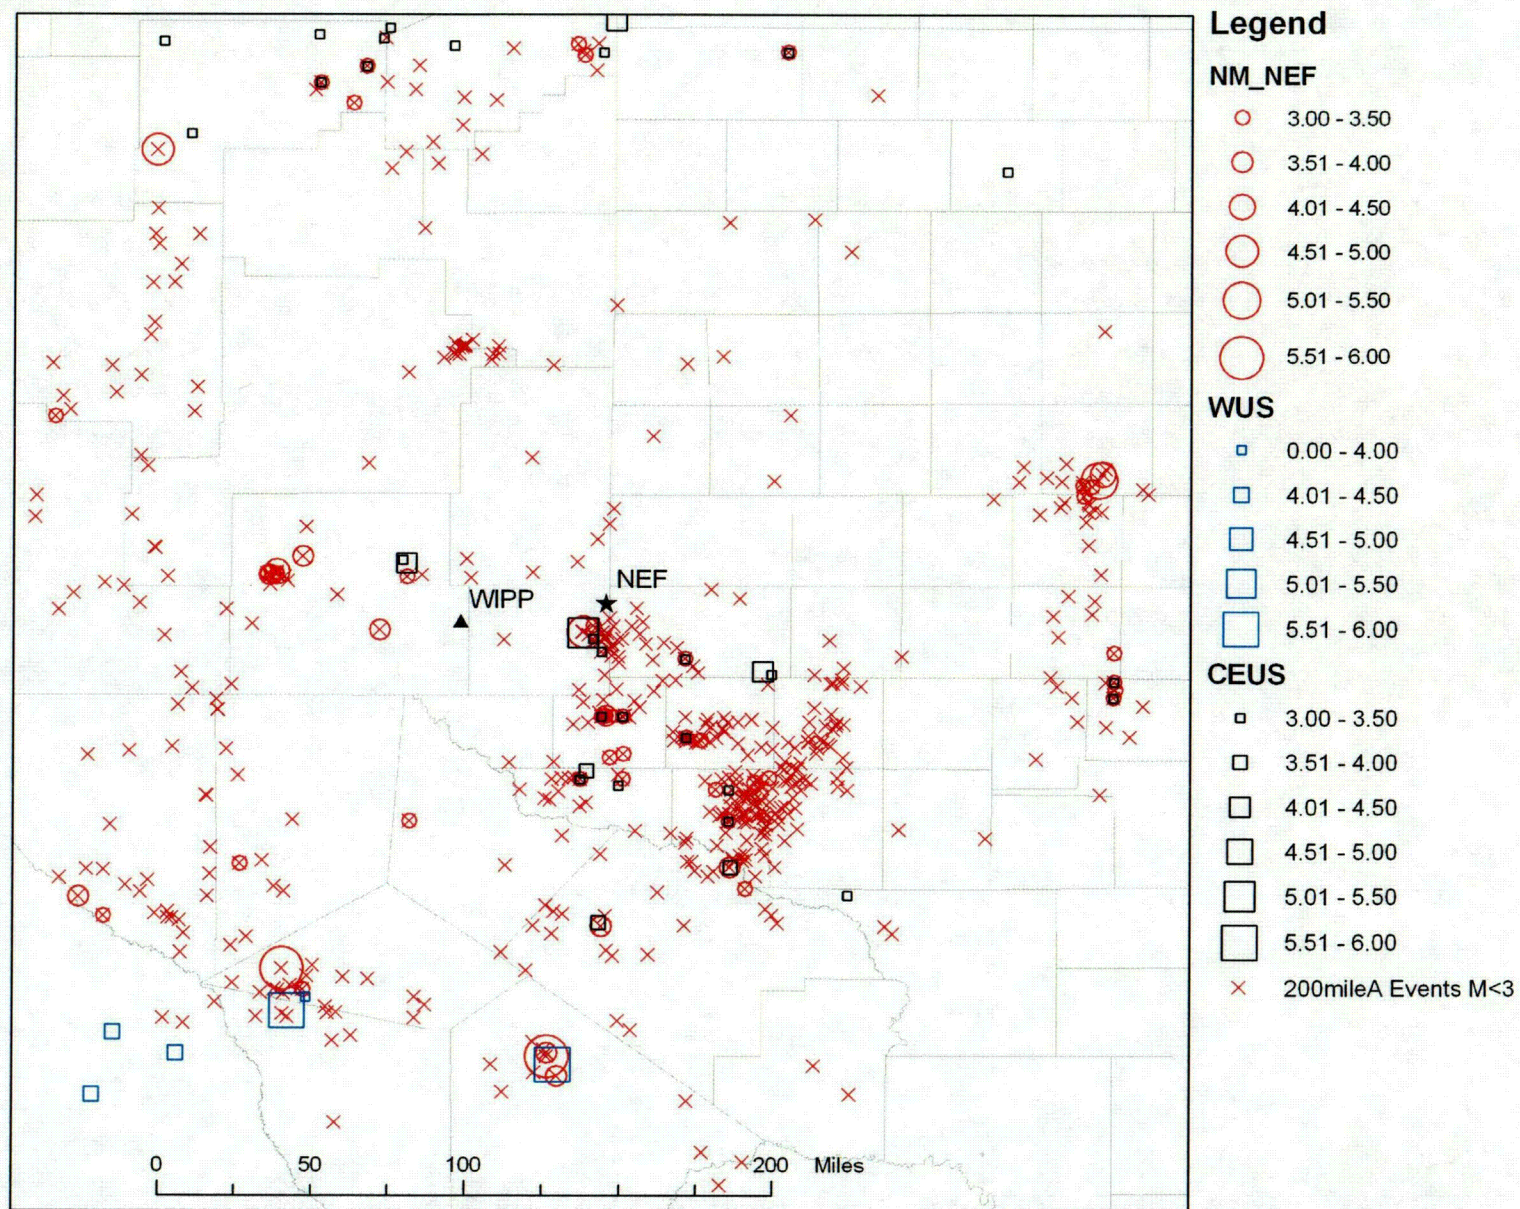 Legend
NM_NEF
3.00 - 3.50
3.51 - 4.00
4.01 - 4.50
4.51 - 5.00
5.01 - 5.50
5.51 - 6.00
WUS
0.00 - 4.00
4.01 - 4.50
4.51 - 5.00
5.01 - 5.50
5.51 - 6.00
CEUS
3.00 - 3.50
3.51 - 4.00
4.01 - 4.50
4.51 - 5.00
5.01 - 5.50
5.51 - 6.00
200mileA Events M<3
NEF
WIPP
0 50 100 200 Miles